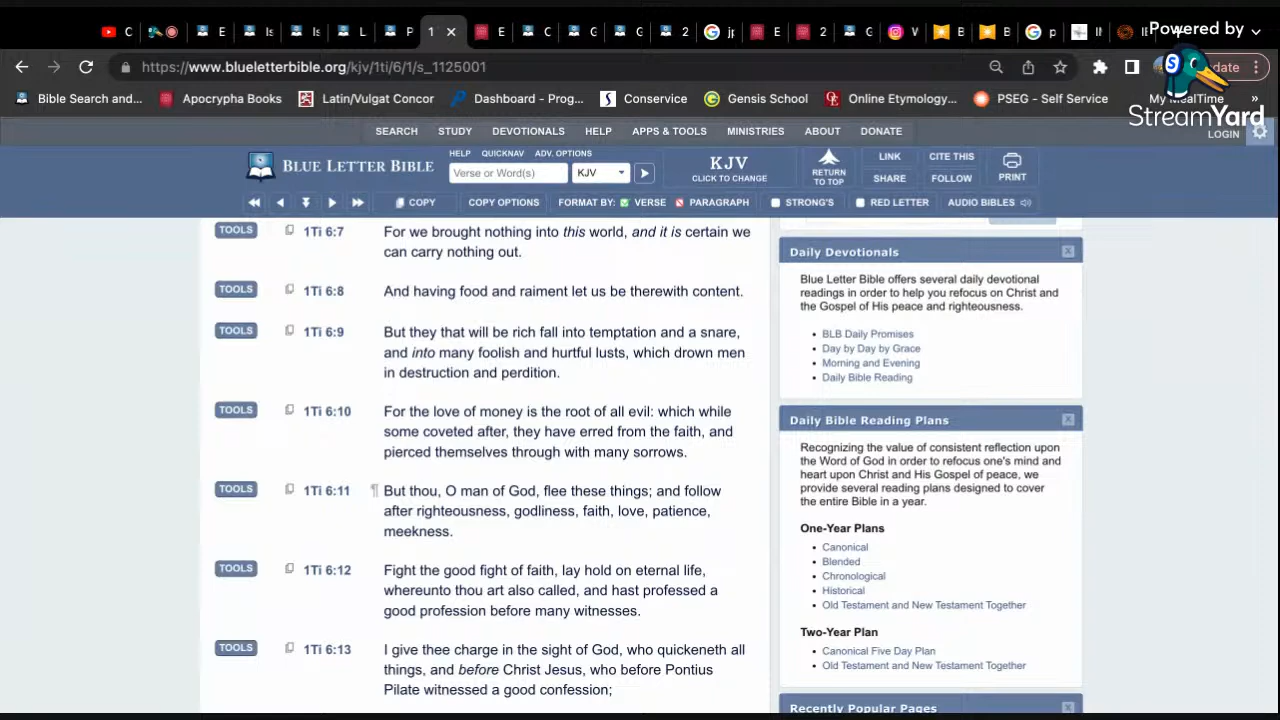 C
E
Is
Is
L
P
1
E
C
G
G
2
jr
E
2
G
B
B
p
II
II
Powered by
https://www.blueletterbible.org/kjv/1ti/6/1/s_1125001
date
StreamYard
Bible Search and...
Apocrypha Books
Latin/Vulgat Concor
Dashboard - Prog...
Conservice
Gensis School
Online Etymology...
PSEG - Self Service
My MealTime
»
SEARCH STUDY DEVOTIONALS HELP APPS & TOOLS MINISTRIES ABOUT DONATE
LOGIN
BLUE LETTER BIBLE
HELP QUICKNAV ADV. OPTIONS
Verse or Word(s)
KJV
KJV
CLICK TO CHANGE
RETURN
TO TOP
LINK
CITE THIS
SHARE
FOLLOW
PRINT
COPY COPY OPTIONS FORMAT BY: VERSE PARAGRAPH STRONG'S RED LETTER AUDIO BIBLES
TOOLS 1Ti 6:7 For we brought nothing into this world, and it is certain we
can carry nothing out.
TOOLS 1Ti 6:8 And having food and raiment let us be therewith content.
TOOLS 1Ti 6:9 But they that will be rich fall into temptation and a snare,
and into many foolish and hurtful lusts, which drown men
in destruction and perdition.
TOOLS 1Ti 6:10 For the love of money is the root of all evil: which while
some coveted after, they have erred from the faith, and
pierced themselves through with many sorrows.
TOOLS 1Ti 6:11 ¶ But thou, O man of God, flee these things; and follow
after righteousness, godliness, faith, love, patience,
meekness.
TOOLS 1Ti 6:12 Fight the good fight of faith, lay hold on eternal life,
whereunto thou art also called, and hast professed a
good profession before many witnesses.
TOOLS 1Ti 6:13 I give thee charge in the sight of God, who quickeneth all
things, and before Christ Jesus, who before Pontius
Pilate witnessed a good confession;
Daily Devotionals
Blue Letter Bible offers several daily devotional
readings in order to help you refocus on Christ and
the Gospel of His peace and righteousness.
• BLB Daily Promises
• Day by Day by Grace
• Morning and Evening
• Daily Bible Reading
Daily Bible Reading Plans
Recognizing the value of consistent reflection upon
the Word of God in order to refocus one's mind and
heart upon Christ and His Gospel of peace, we
provide several reading plans designed to cover
the entire Bible in a year.
One-Year Plans
• Canonical
• Blended
• Chronological
• Historical
• Old Testament and New Testament Together
Two-Year Plan
• Canonical Five Day Plan
• Old Testament and New Testament Together
Recently Popular Pages